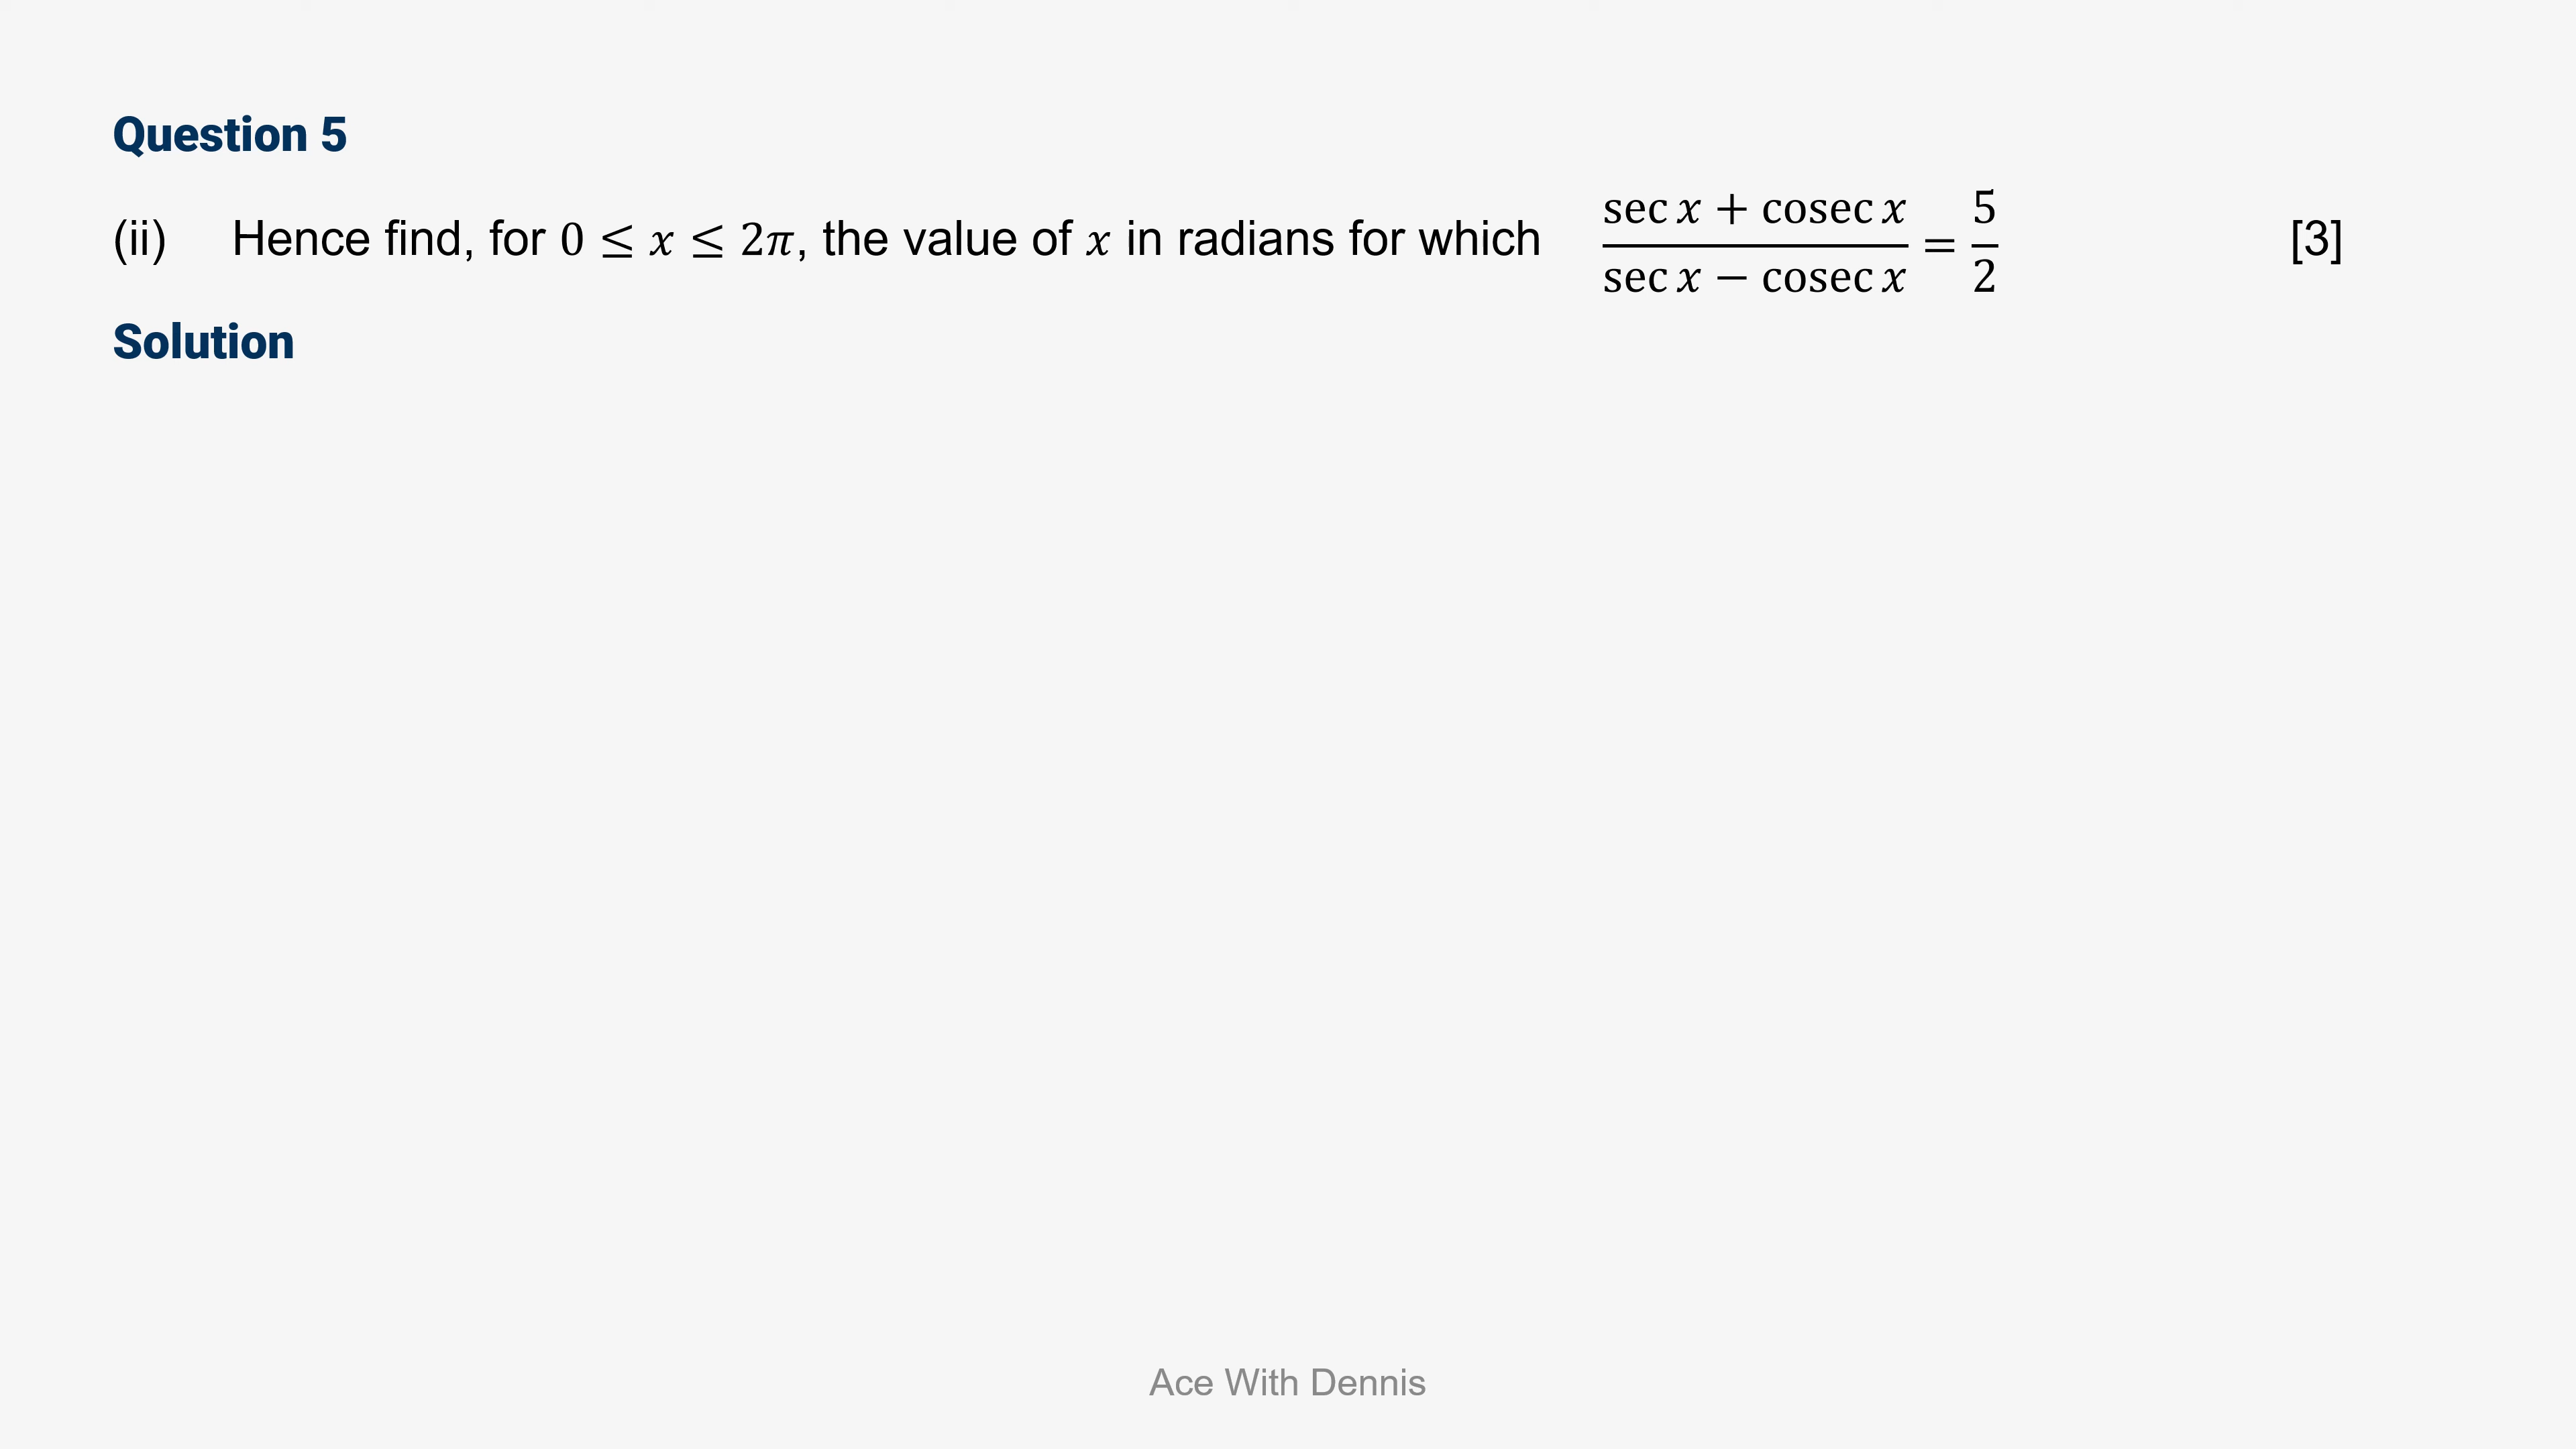 Question 5
(ii) Hence find, for 0 ≤ x ≤ 2π, the value of x in radians for which (sec x + cosec x)/(sec x − cosec x) = 5/2 [3]
Solution
Ace With Dennis